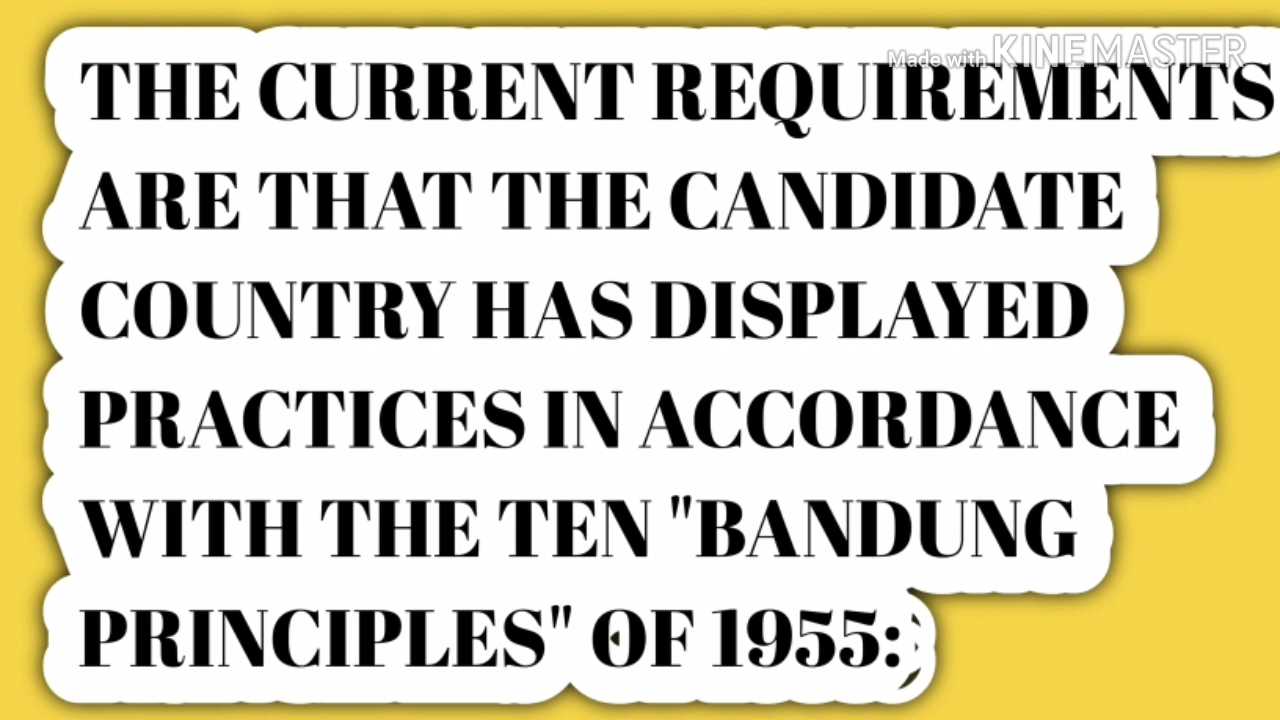 Made with KINEMASTER
THE CURRENT REQUIREMENTS
ARE THAT THE CANDIDATE
COUNTRY HAS DISPLAYED
PRACTICES IN ACCORDANCE
WITH THE TEN "BANDUNG
PRINCIPLES" OF 1955: